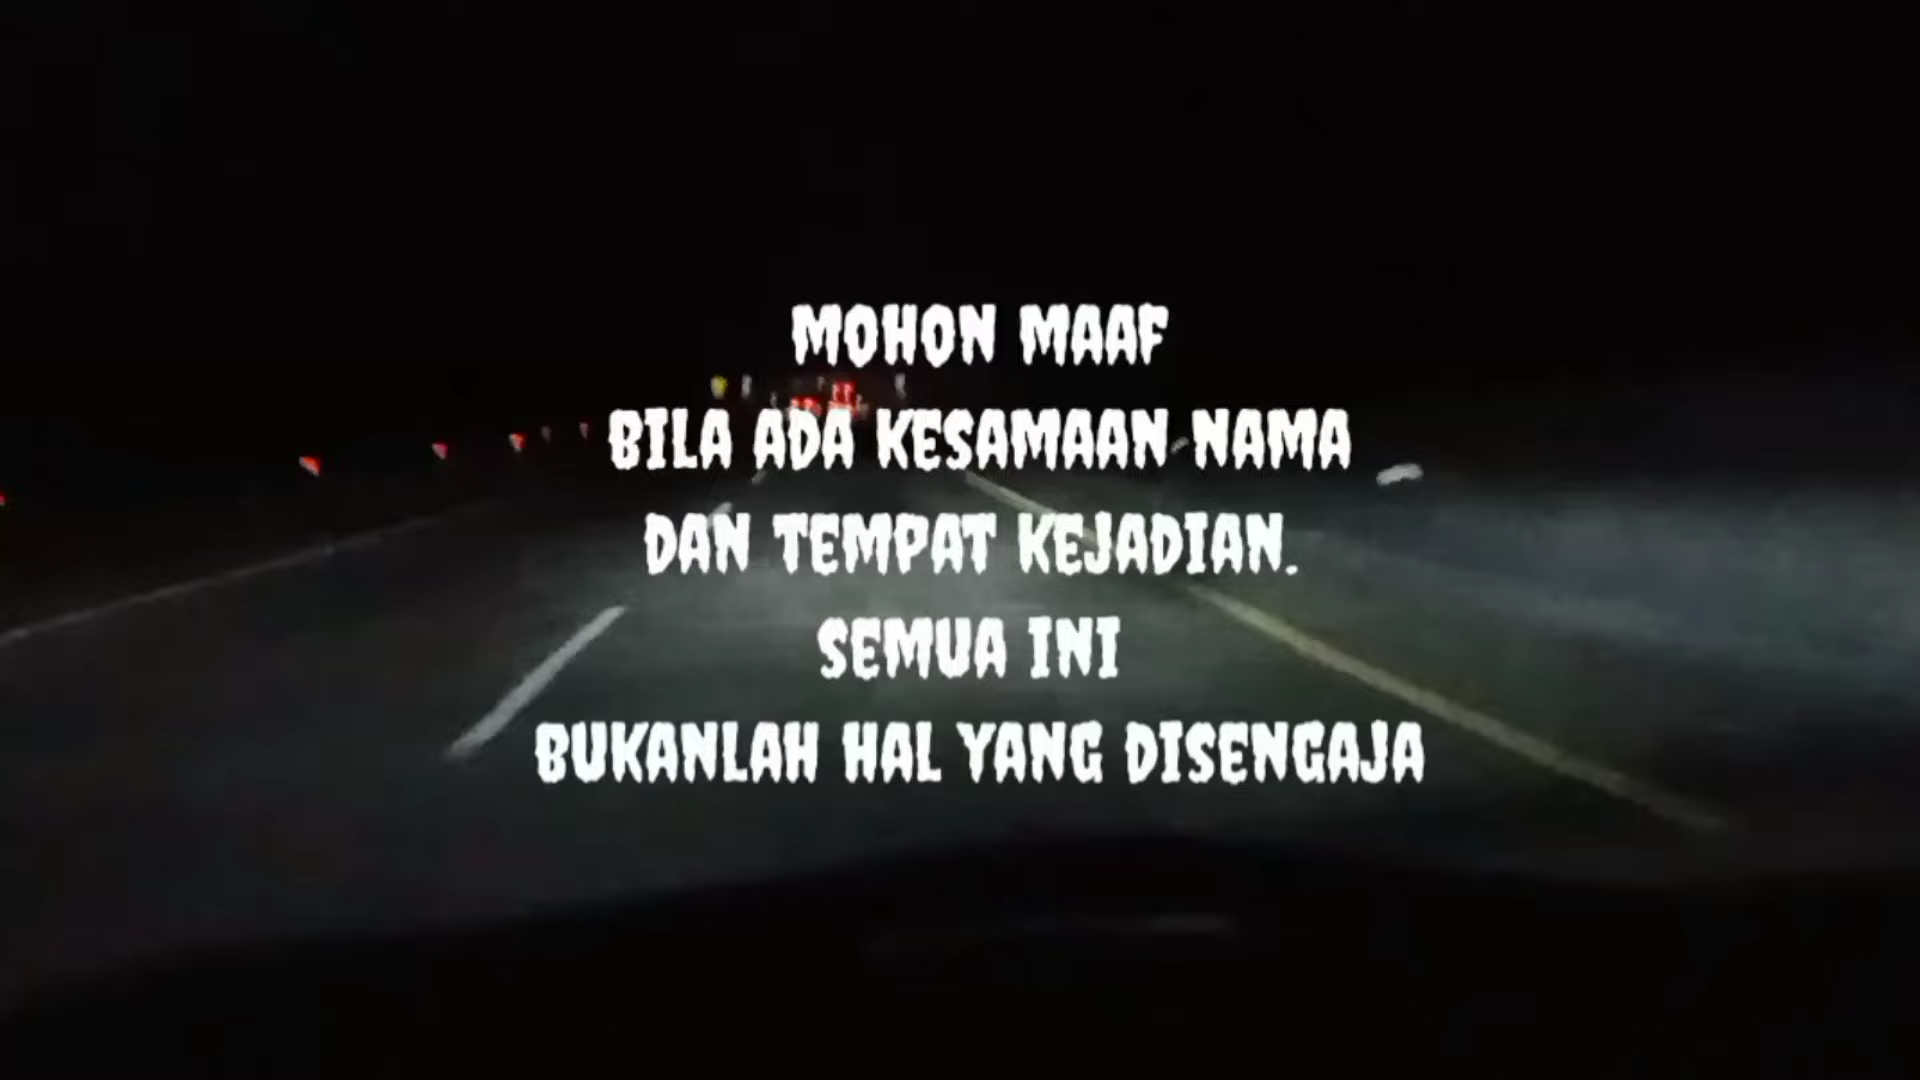 MOHON MAAF
BILA ADA KESAMAAN NAMA
DAN TEMPAT KEJADIAN.
SEMUA INI
BUKANLAH HAL YANG DISENGAJA